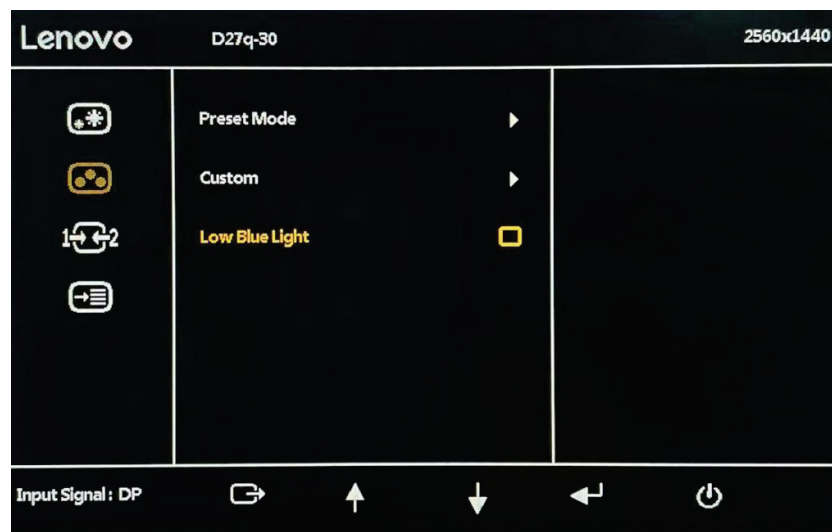 Lenovo D27q-30 2560x1440
Preset Mode
Custom
1 2
Low Blue Light
Input Signal : DP